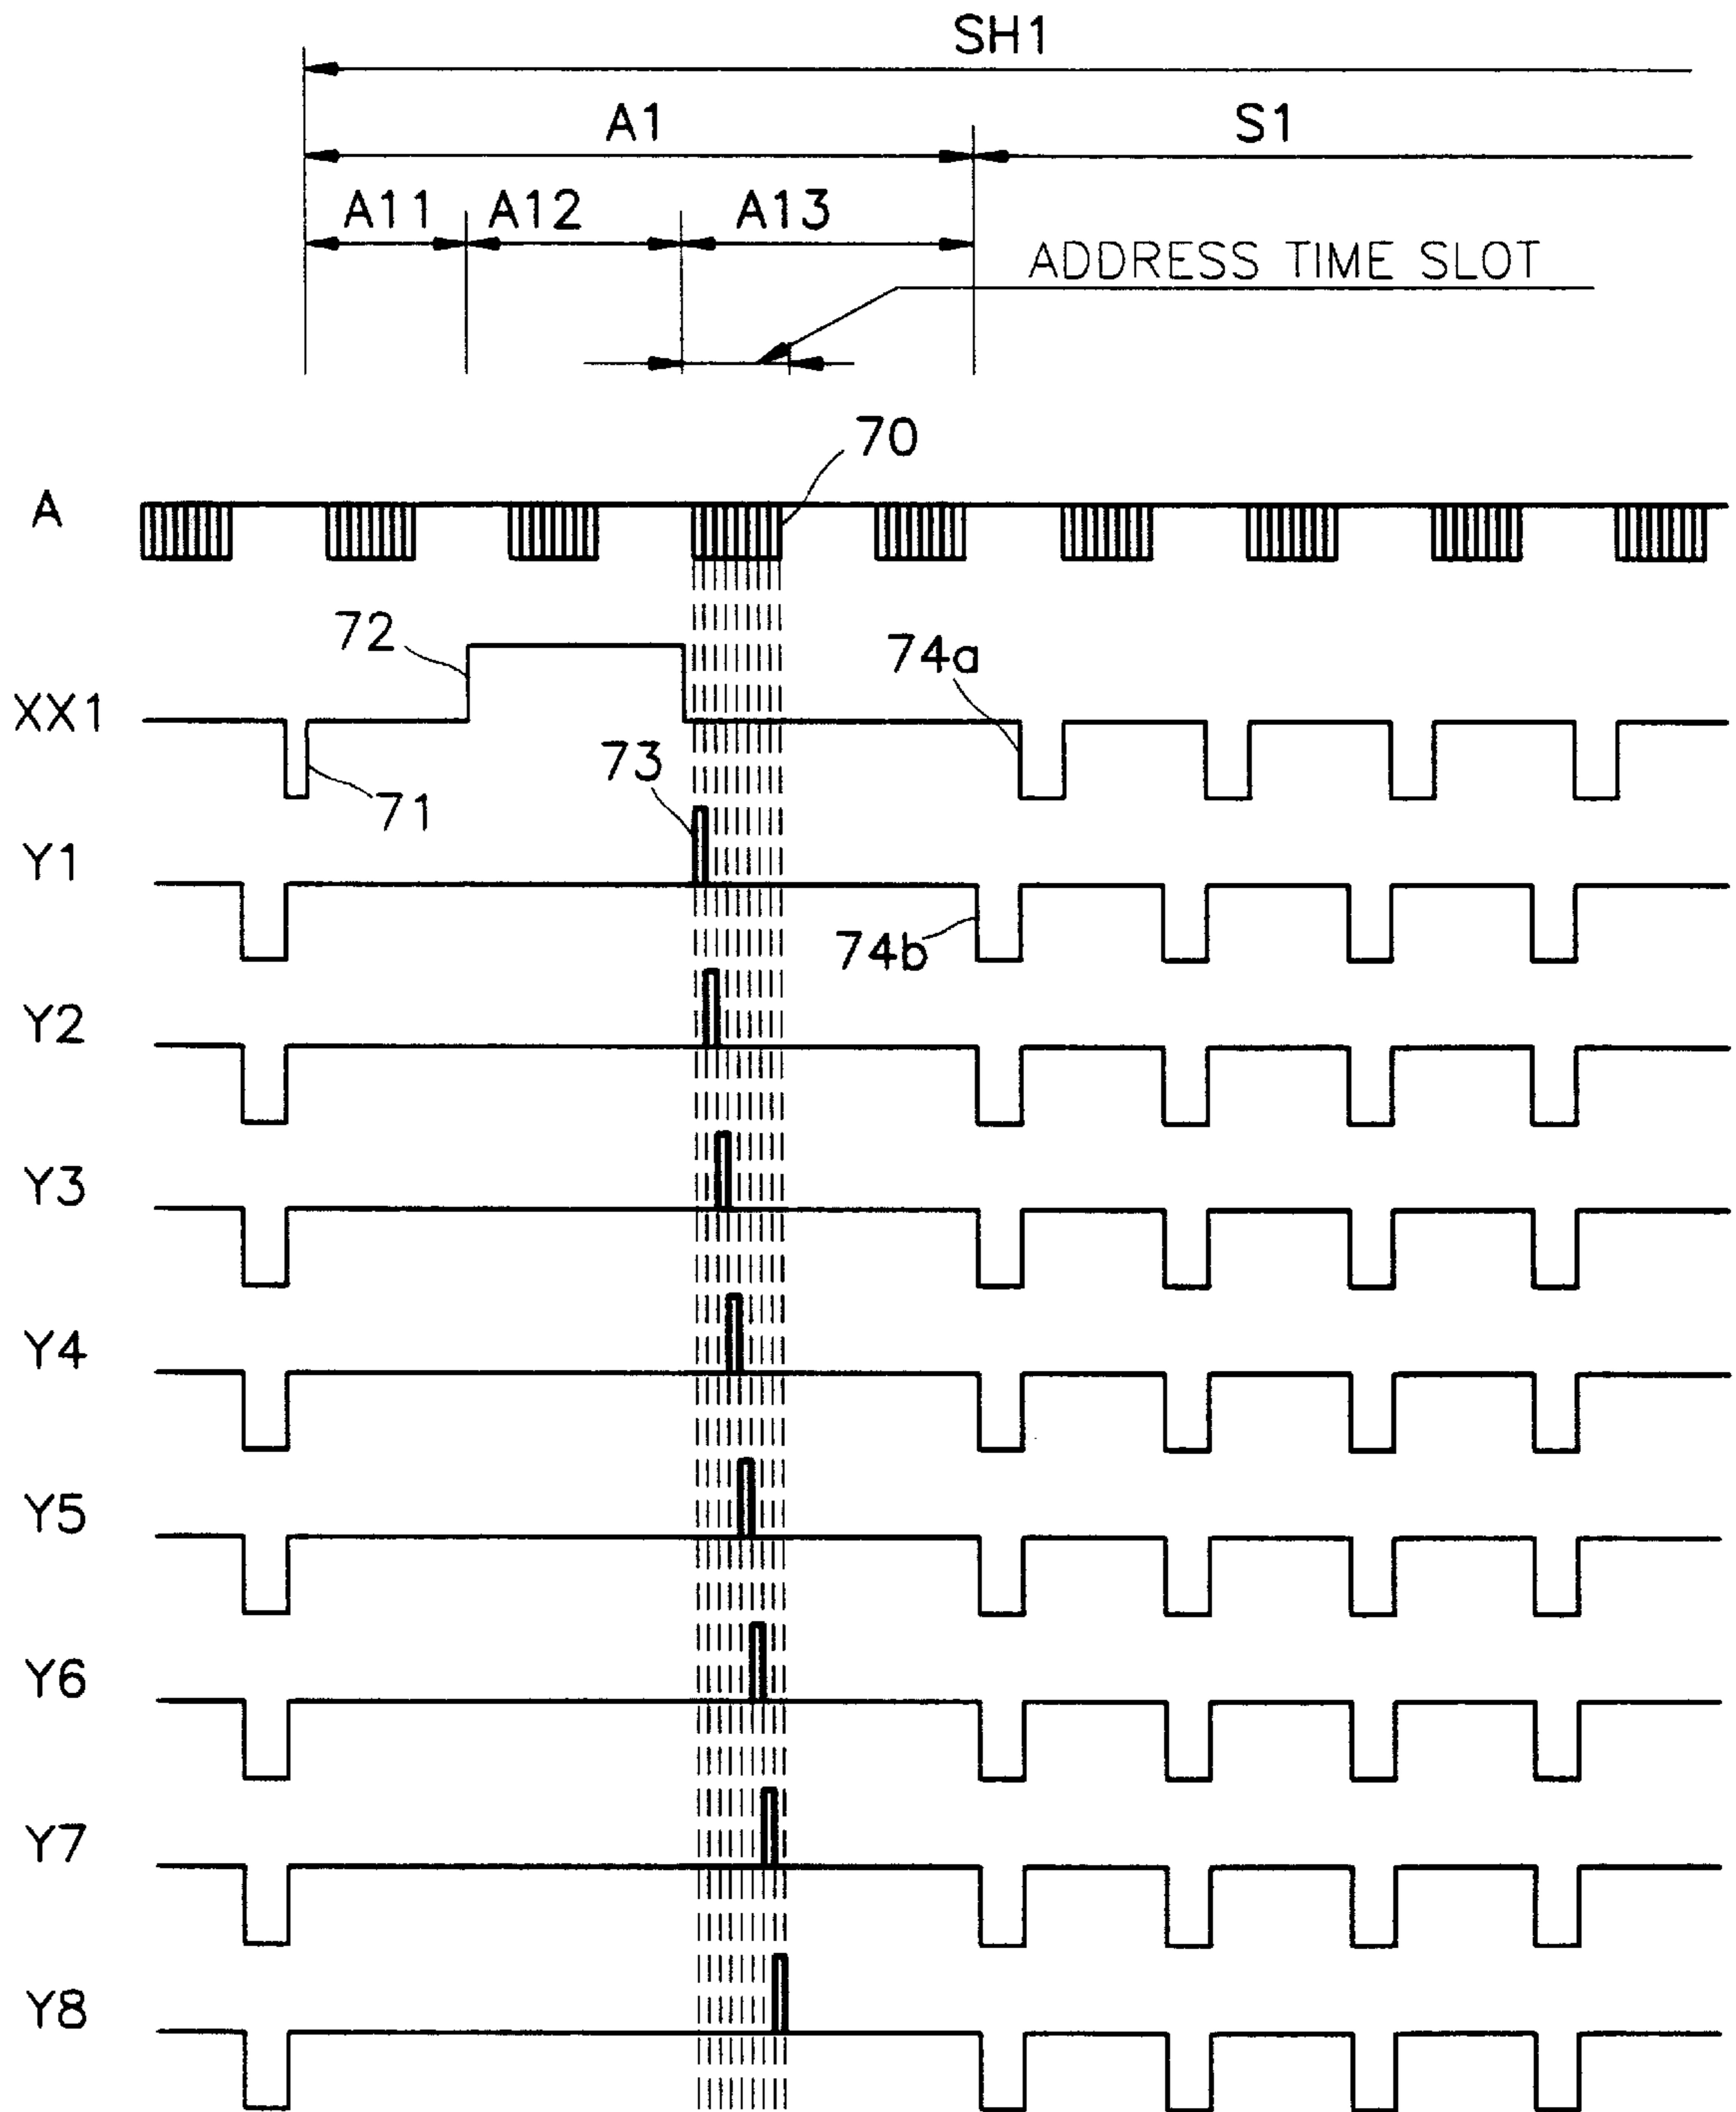 SH1
A1 S1
A11 A12 A13
ADDRESS TIME SLOT
70
A
72
74a
XX1
73
71
Y1
74b
Y2
Y3
Y4
Y5
Y6
Y7
Y8